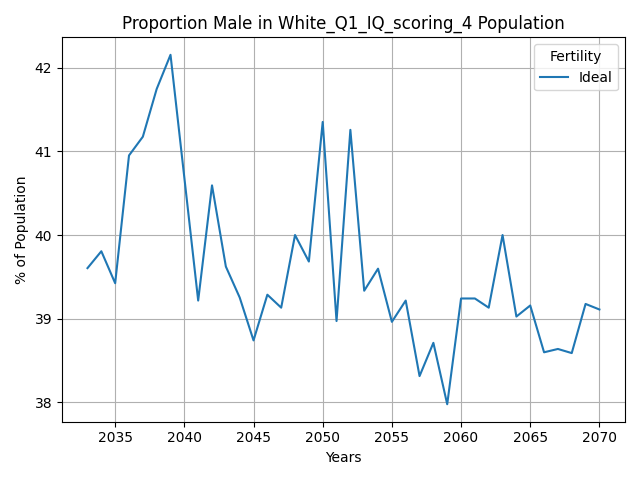 Proportion Male in White_Q1_IQ_scoring_4 Population
Fertility
Ideal
% of Population
42
41
40
39
38
2035 2040 2045 2050 2055 2060 2065 2070
Years